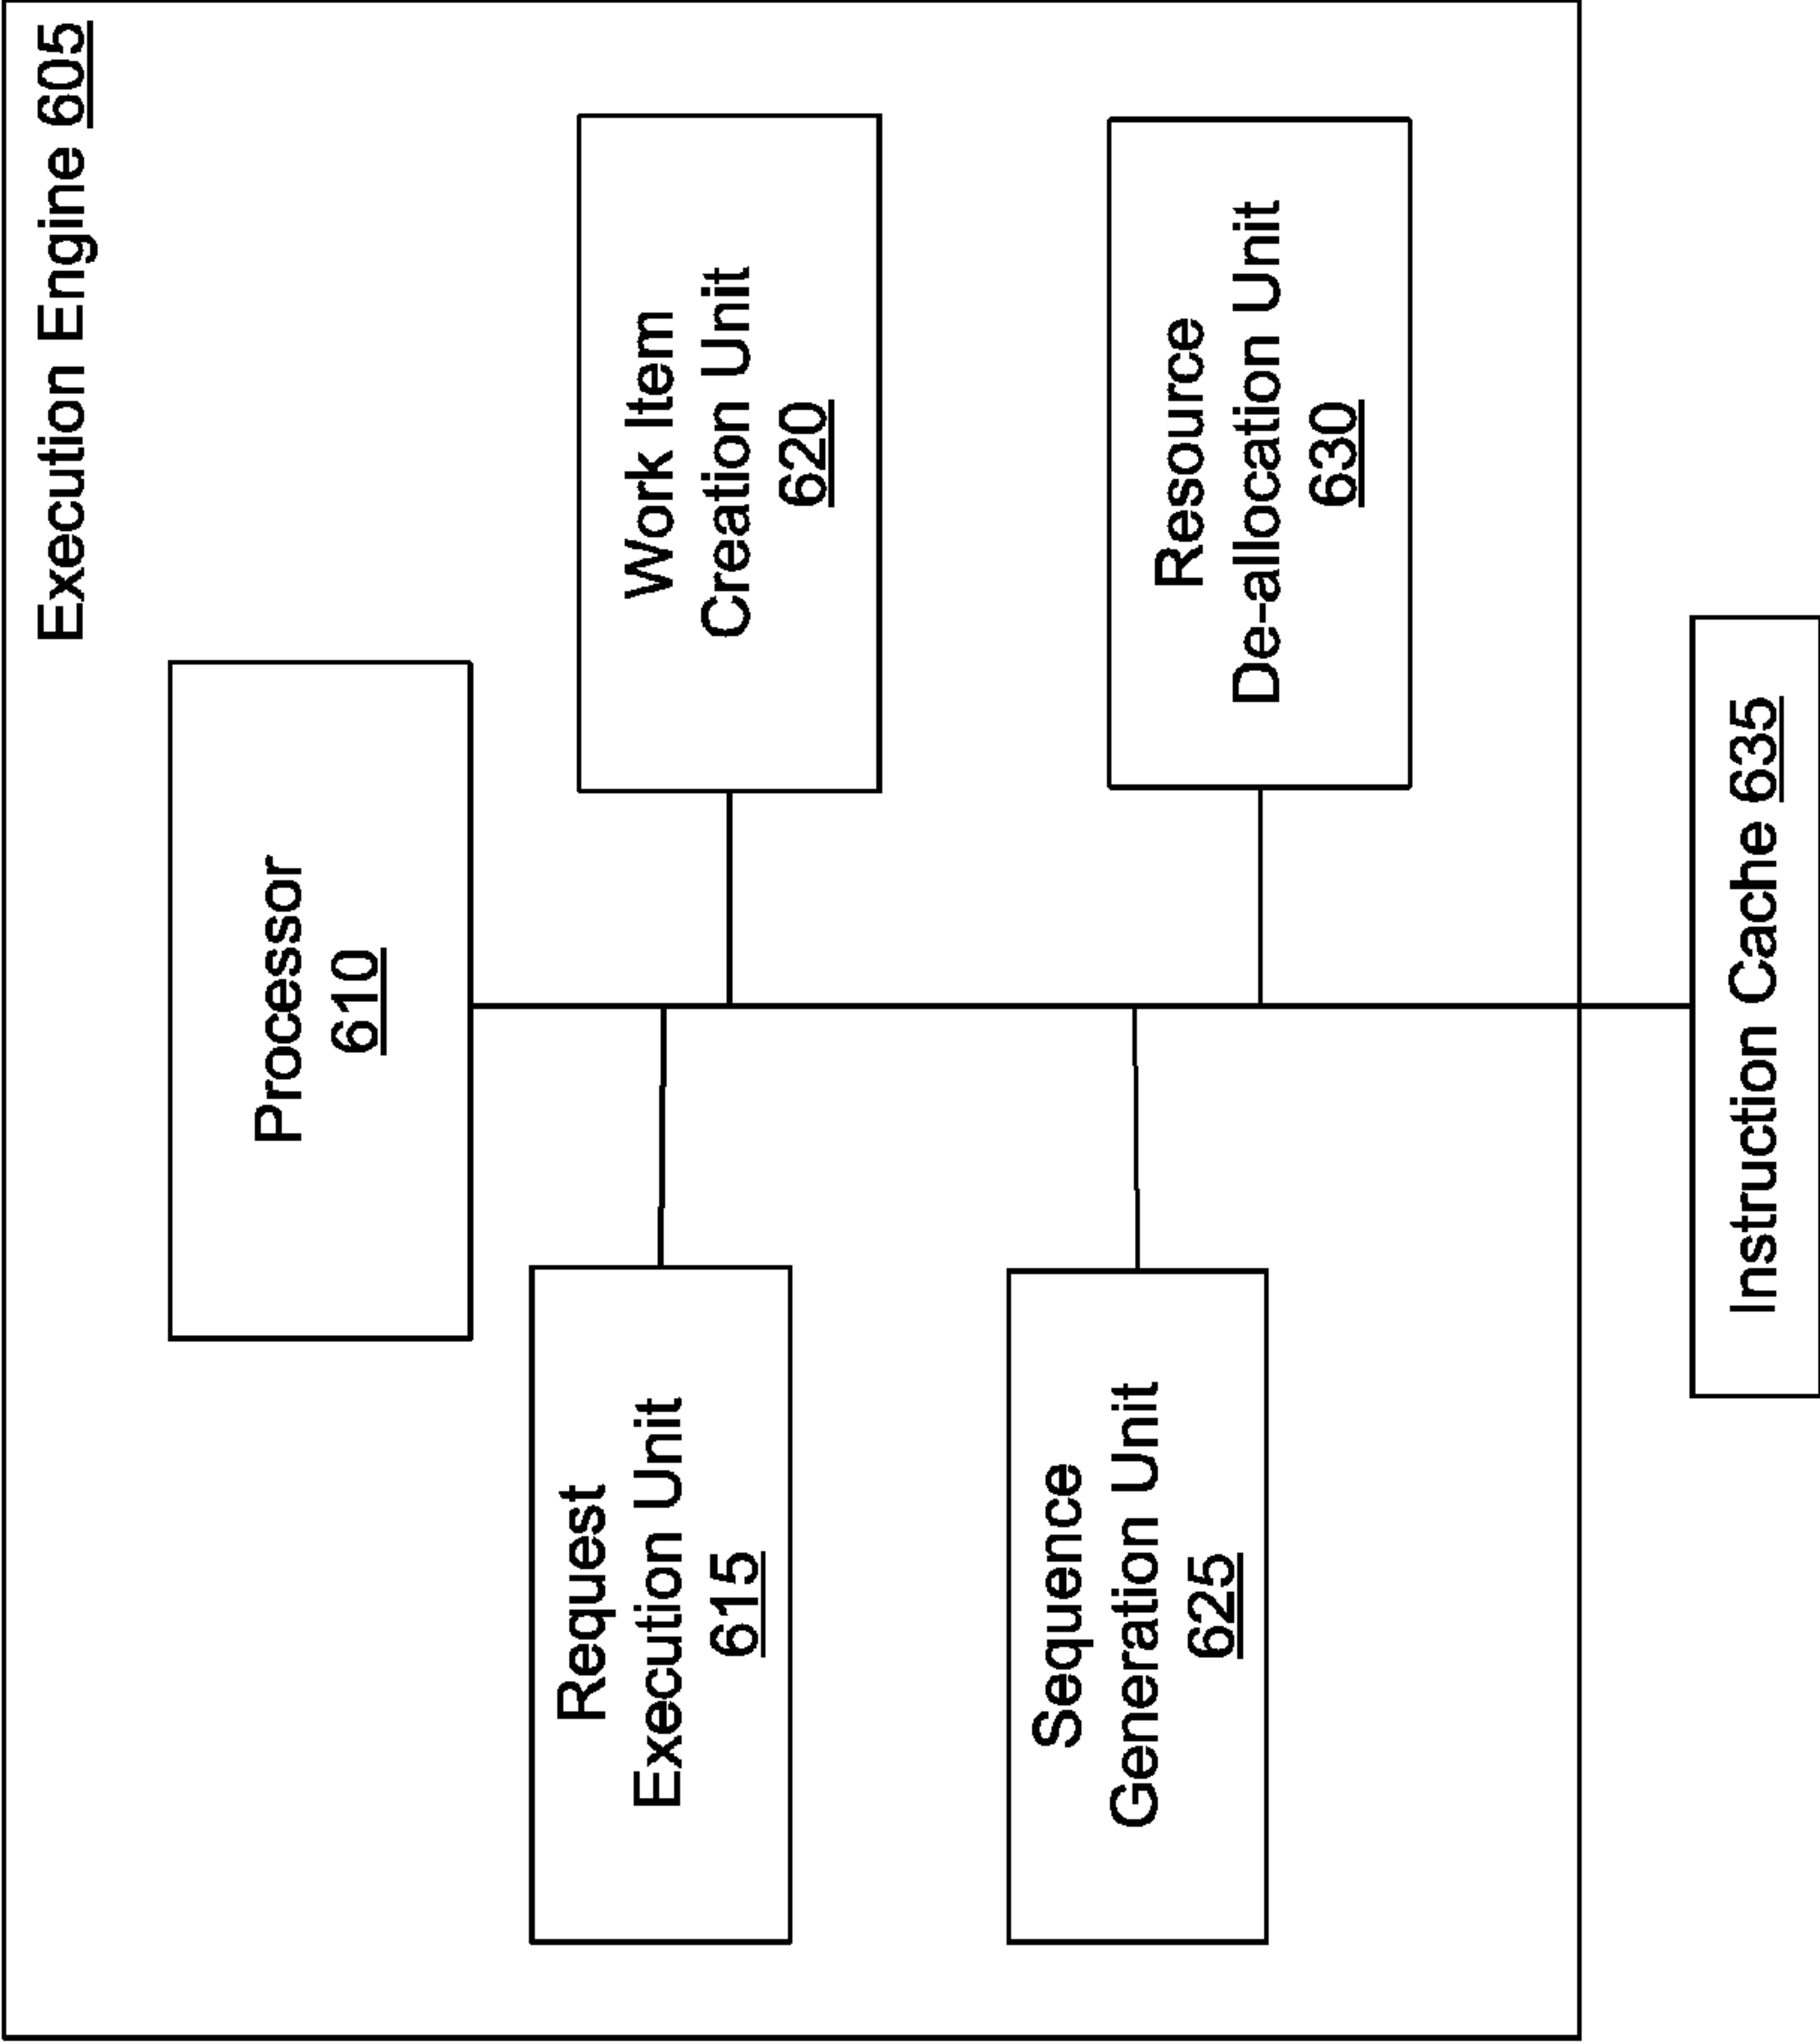 Execution Engine 605
Processor
610
Request
Execution Unit
615
Work Item
Creation Unit
620
Sequence
Generation Unit
625
Resource
De-allocation Unit
630
Instruction Cache 635